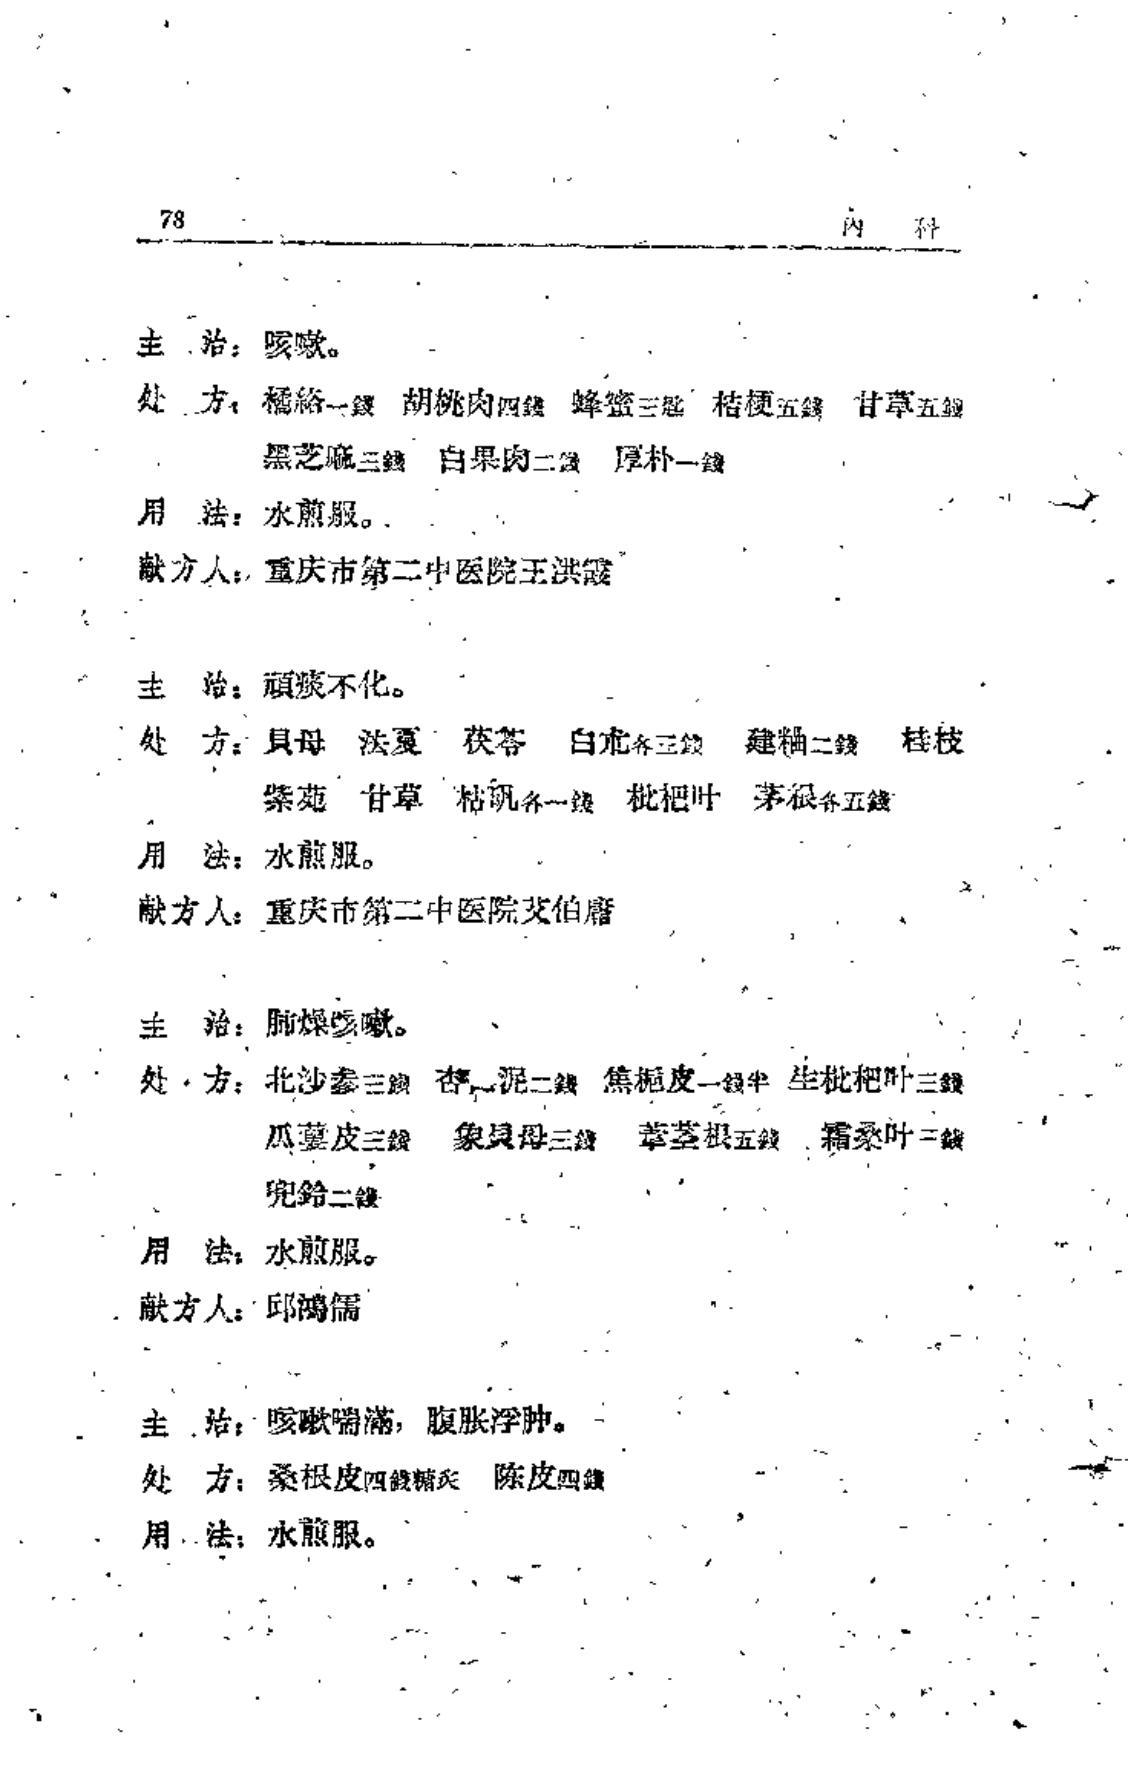 78
內 科
主 治：咳嗽。
处 方：橘絡一錢 胡桃肉四錢 蜂蜜三匙 桔梗五錢 甘草五錢
黑芝麻三錢 白果肉二錢 厚朴一錢
用 法：水煎服。
献方人：重庆市第二中医院王洪霞
主 治：頑痰不化。
处 方：貝母 法夏 茯苓 白朮各三錢 建粬二錢 桂枝
紫菀 甘草 枯矾各一錢 枇杷叶 茅根各五錢
用 法：水煎服。
献方人：重庆市第二中医院艾伯
主 治：肺燥咳嗽。
处 方：北沙參三錢 杏 泥二錢 焦梔皮一錢半 生枇杷叶三錢
瓜蔞皮三錢 象貝母三錢 葦茎根五錢 霜桑叶 錢
兜鈴二錢
用 法：水煎服。
献方人：邱鴻儒
主 治：咳嗽喘滿，腹胀浮肿。
处 方：桑根皮四錢糖炙 陈皮四錢
用 法：水煎服。